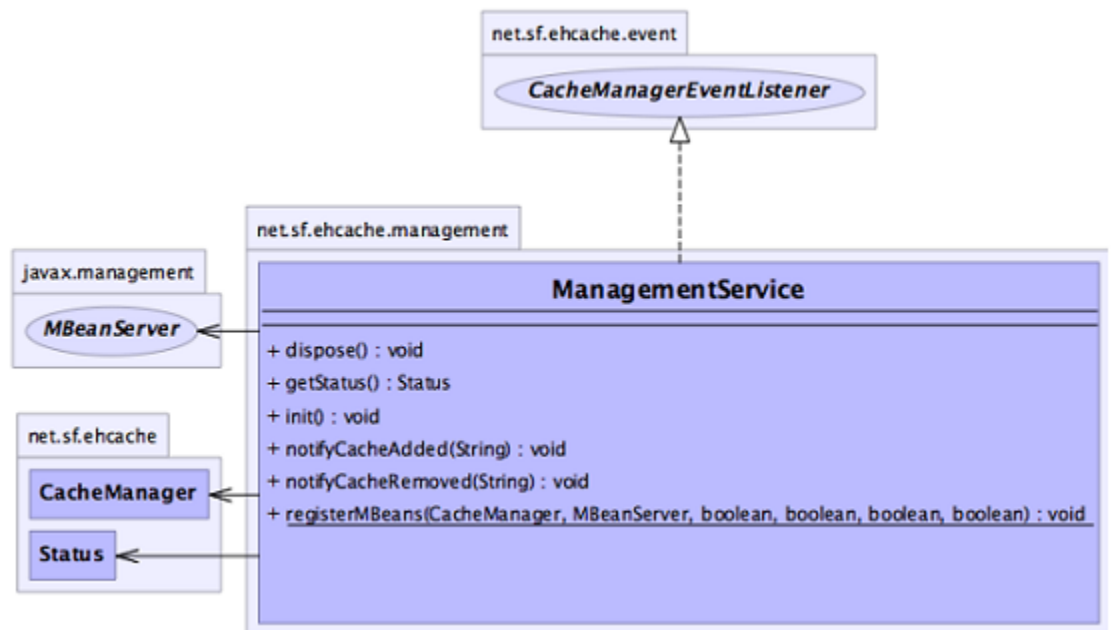 net.sf.ehcache.event
CacheManagerEventListener
net.sf.ehcache.management
javax.management
ManagementService
MBeanServer
+ dispose() : void
+ getStatus() : Status
+ init() : void
net.sf.ehcache
+ notifyCacheAdded(String) : void
+ notifyCacheRemoved(String) : void
CacheManager
+ registerMBeans(CacheManager, MBeanServer, boolean, boolean, boolean, boolean) : void
Status